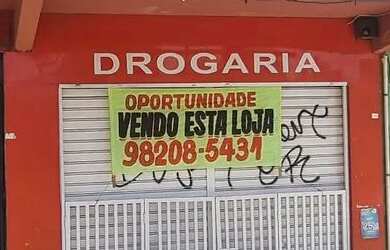 DROGARIA
OPORTUNIDADE
VENDO ESTA LOJA
98208-5431